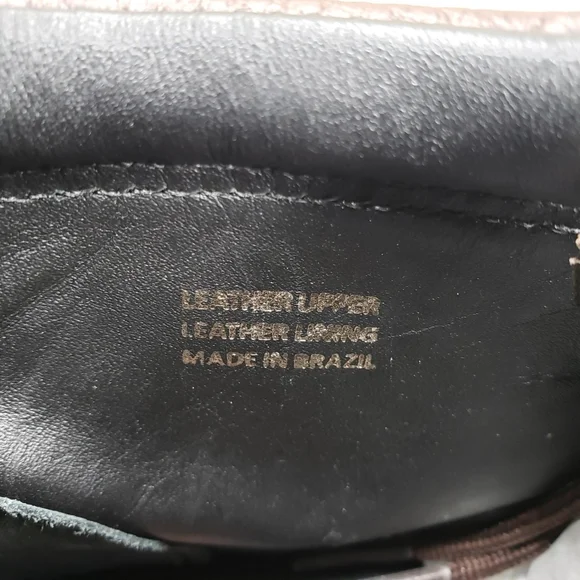 LEATHER UPPER
LEATHER LINING
MADE IN BRAZIL